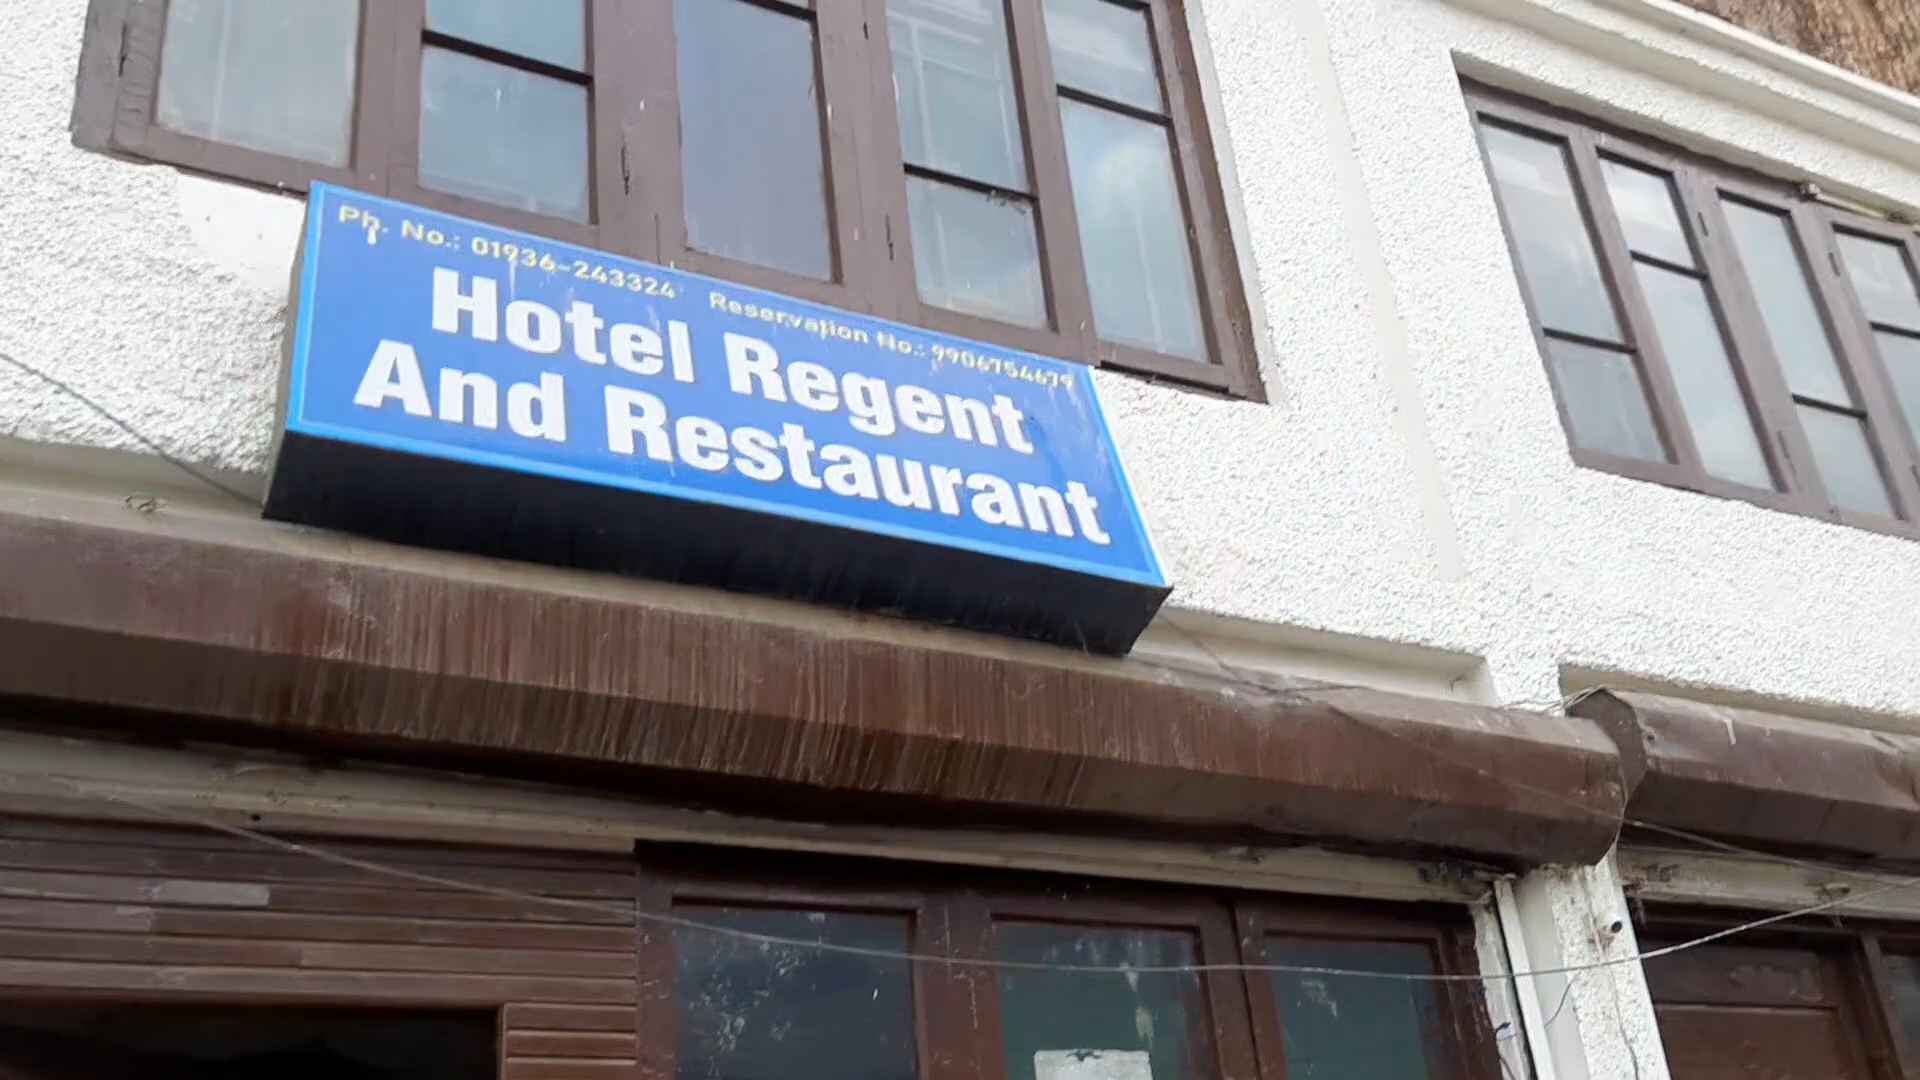 Ph. No.: 01936-243324 Reservation No.: 9906754679
Hotel Regent
And Restaurant